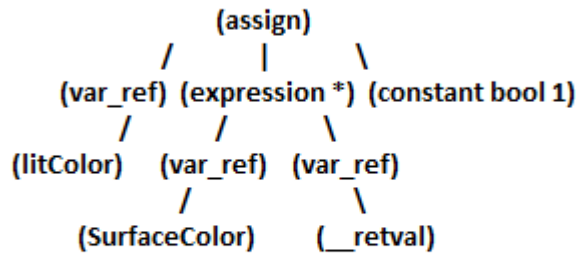 (assign)
/ | \
(var_ref) (expression *) (constant bool 1)
/ / \
(litColor) (var_ref) (var_ref)
/ \
(SurfaceColor) (__retval)